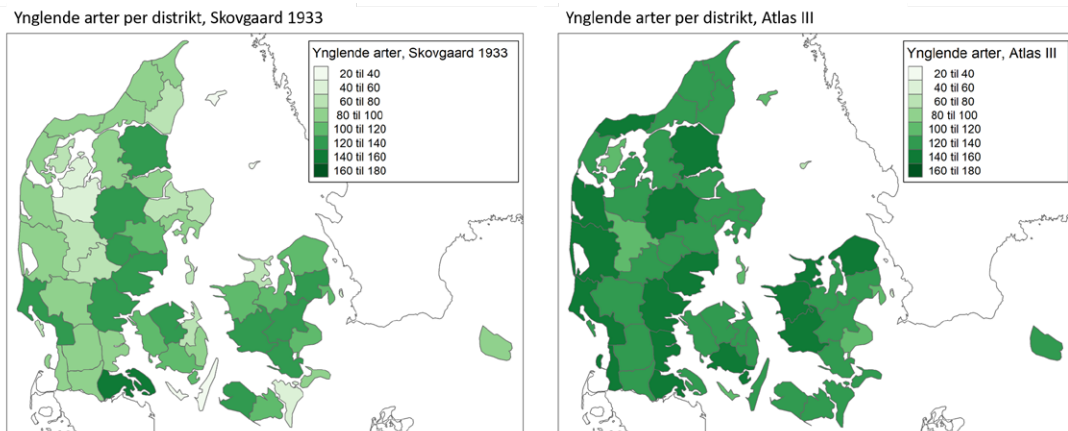 Ynglende arter per distrikt, Skovgaard 1933
Ynglende arter, Skovgaard 1933
20 til 40
40 til 60
60 til 80
80 til 100
100 til 120
120 til 140
140 til 160
160 til 180
Ynglende arter per distrikt, Atlas III
Ynglende arter, Atlas III
20 til 40
40 til 60
60 til 80
80 til 100
100 til 120
120 til 140
140 til 160
160 til 180